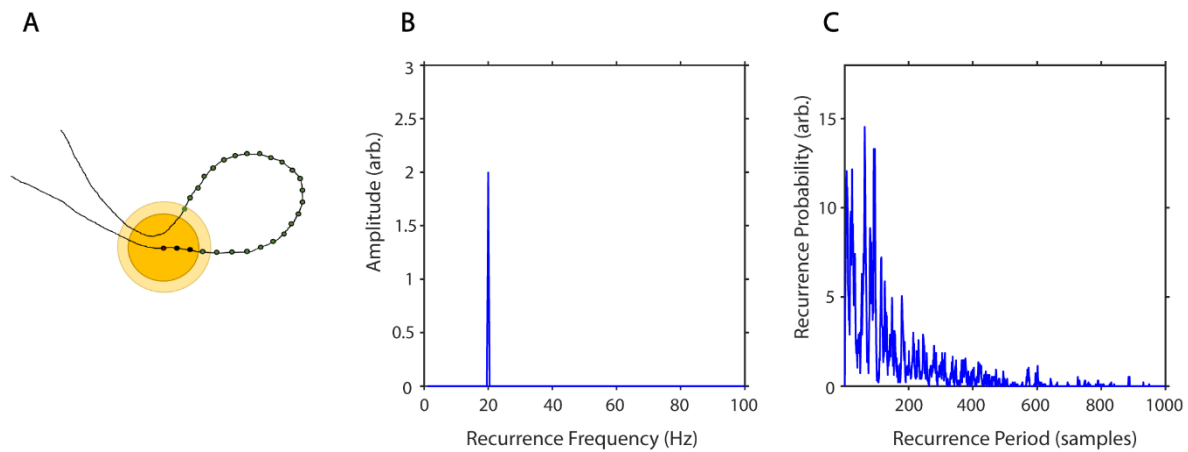 A
B
C
Amplitude (arb.)
3
2.5
2
1.5
1
0.5
0
0 20 40 60 80 100
Recurrence Frequency (Hz)
Recurrence Probability (arb.)
15
10
5
0
200 400 600 800 1000
Recurrence Period (samples)